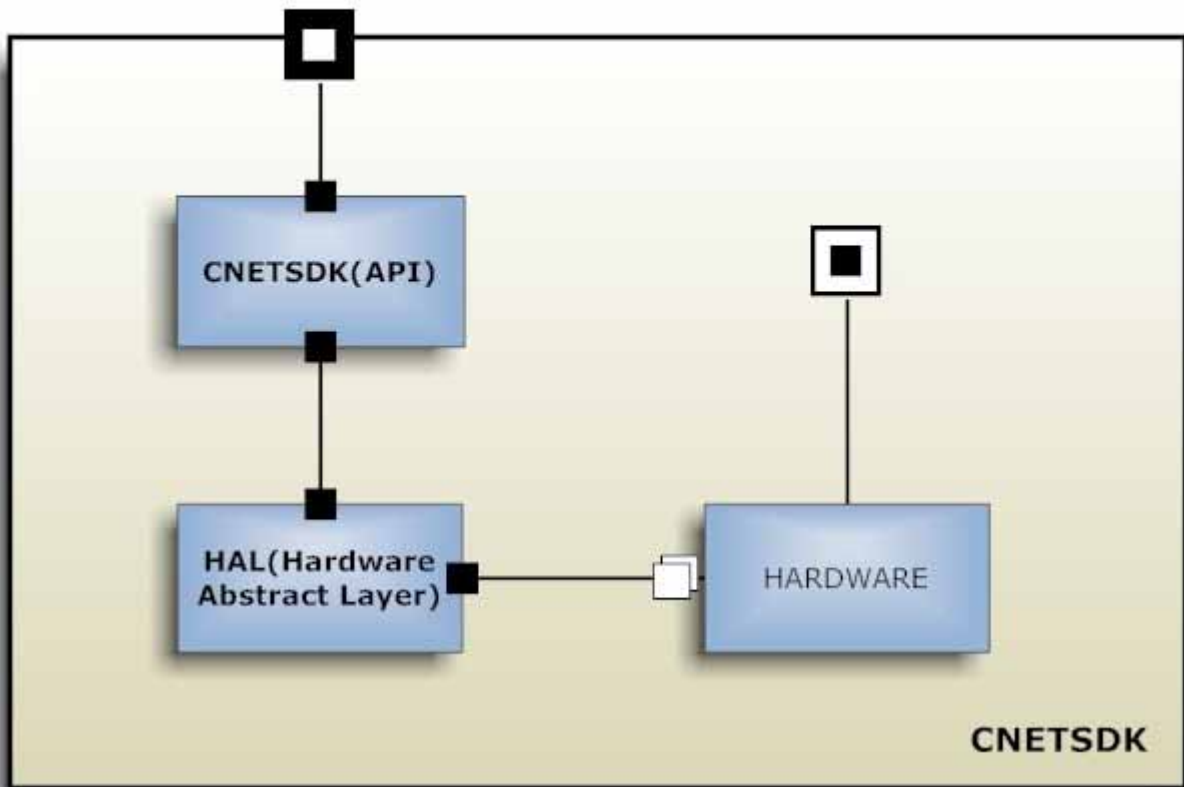 CNETSDK(API)
HAL(Hardware
Abstract Layer)
HARDWARE
CNETSDK